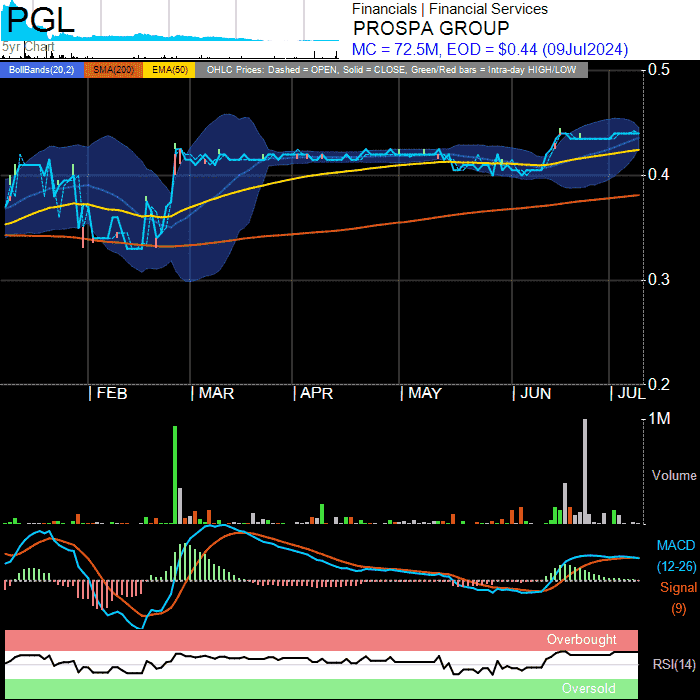 PGL
5yr Chart
Financials | Financial Services
PROSPA GROUP
MC = 72.5M, EOD = $0.44 (09Jul2024)
BollBands(20,2) SMA(200) EMA(50) OHLC Prices: Dashed = OPEN, Solid = CLOSE, Green/Red bars = Intra-day HIGH/LOW
0.5
0.4
0.3
0.2
| FEB | MAR | APR | MAY | JUN | JUL
1M
Volume
MACD
(12-26)
Signal
(9)
Overbought
RSI(14)
Oversold